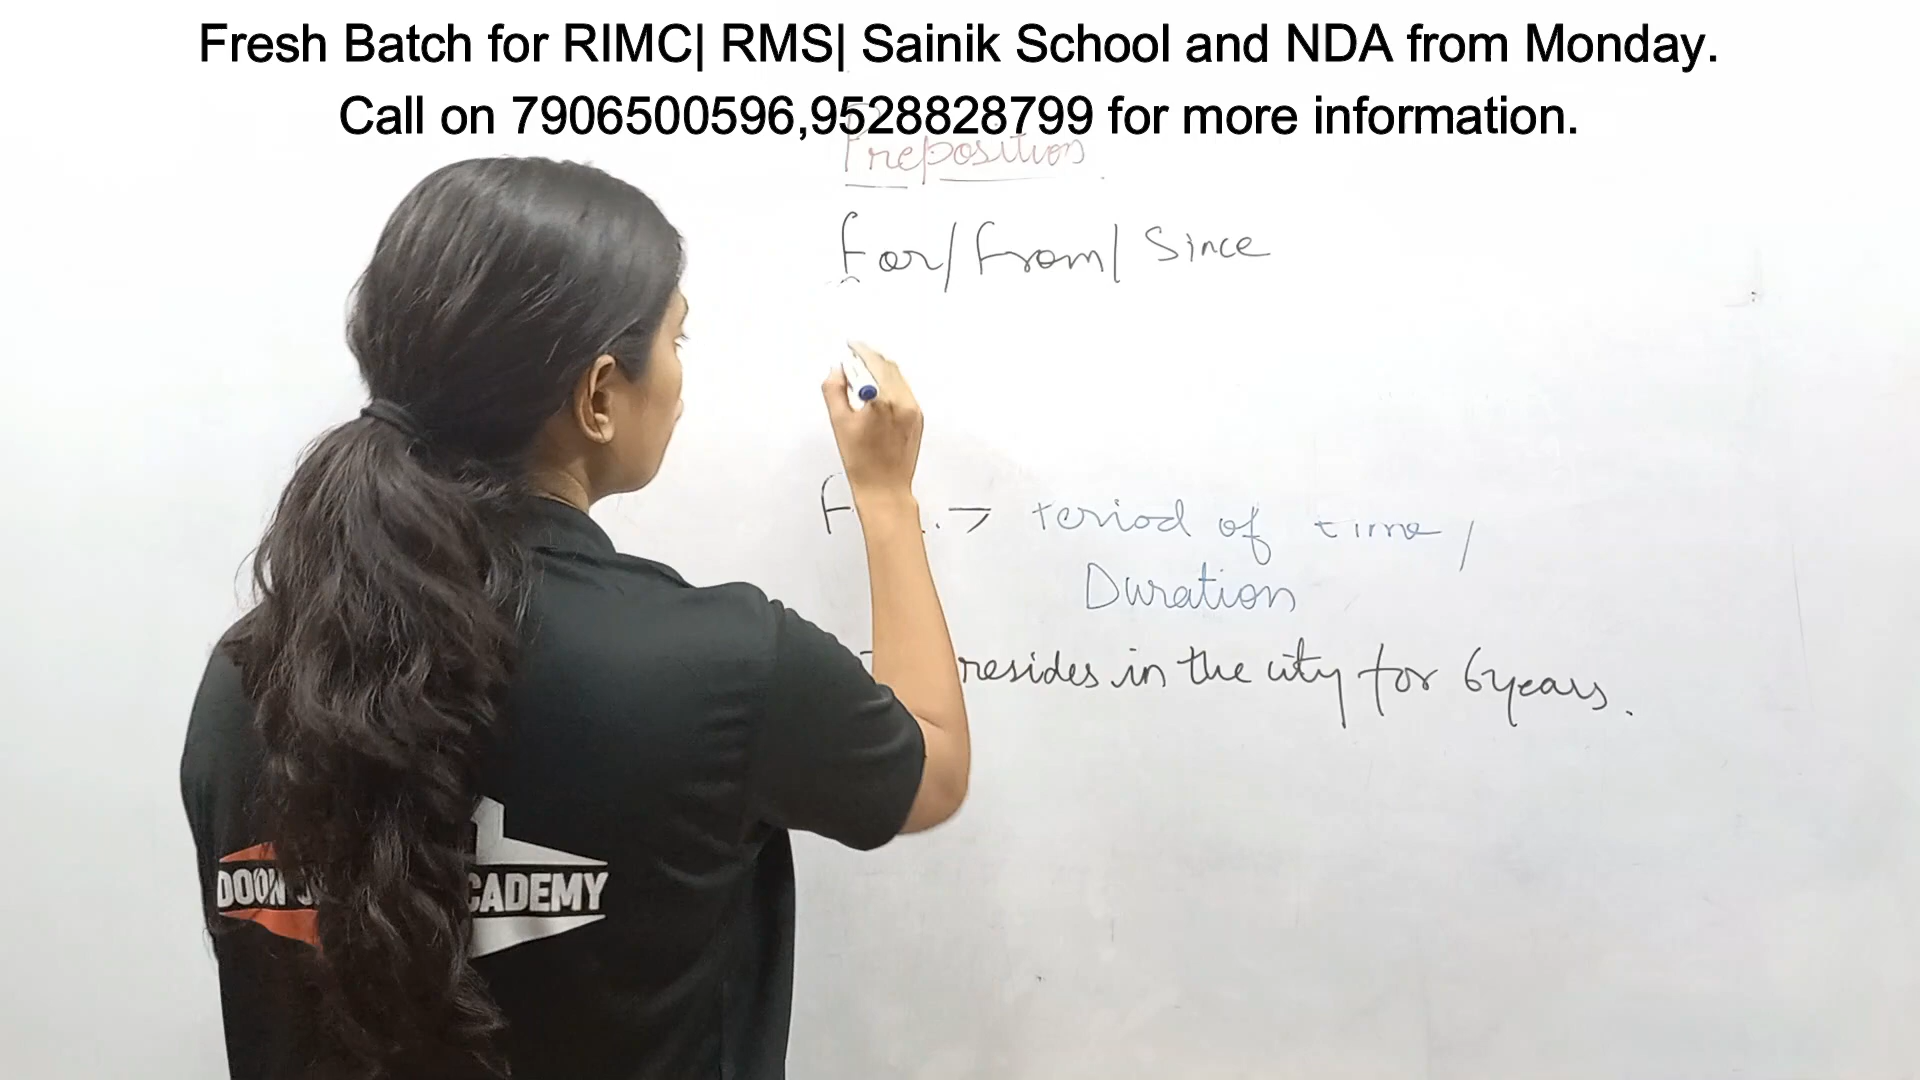 Fresh Batch for RIMC| RMS| Sainik School and NDA from Monday.
Call on 7906500596,9528828799 for more information.
Preposition
For/From/Since
→ Period of time/
Duration
resides in the city for 6 years.
DOON